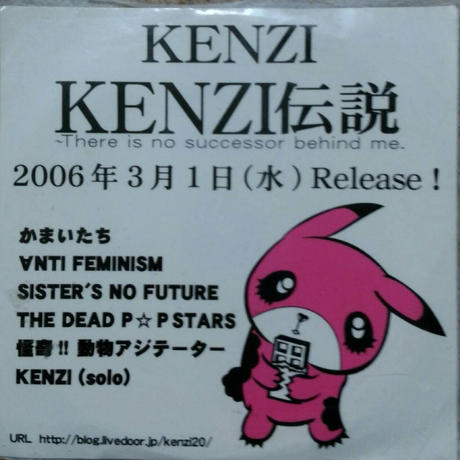 KENZI
KENZI伝説
~There is no successor behind me.
2006年3月1日(水)Release!
かまいたち
∀NTI FEMINISM
SISTER'S NO FUTURE
THE DEAD P☆P STARS
怪奇!! 動物アジテーター
KENZI (solo)
URL http://blog.livedoor.jp/kenzi20/